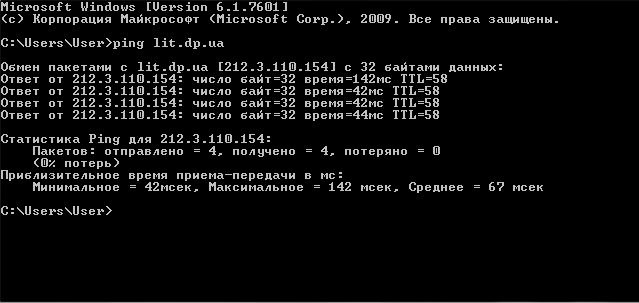 Microsoft Windows [Version 6.1.7601]
(c) Корпорация Майкрософт (Microsoft Corp.), 2009. Все права защищены.
C:\Users\User>ping lit.dp.ua
Обмен пакетами с lit.dp.ua [212.3.110.154] с 32 байтами данных:
Ответ от 212.3.110.154: число байт=32 время=142мс TTL=58
Ответ от 212.3.110.154: число байт=32 время=42мс TTL=58
Ответ от 212.3.110.154: число байт=32 время=42мс TTL=58
Ответ от 212.3.110.154: число байт=32 время=44мс TTL=58
Статистика Ping для 212.3.110.154:
Пакетов: отправлено = 4, получено = 4, потеряно = 0
(0% потерь)
Приблизительное время приема-передачи в мс:
Минимальное = 42мсек, Максимальное = 142 мсек, Среднее = 67 мсек
C:\Users\User>